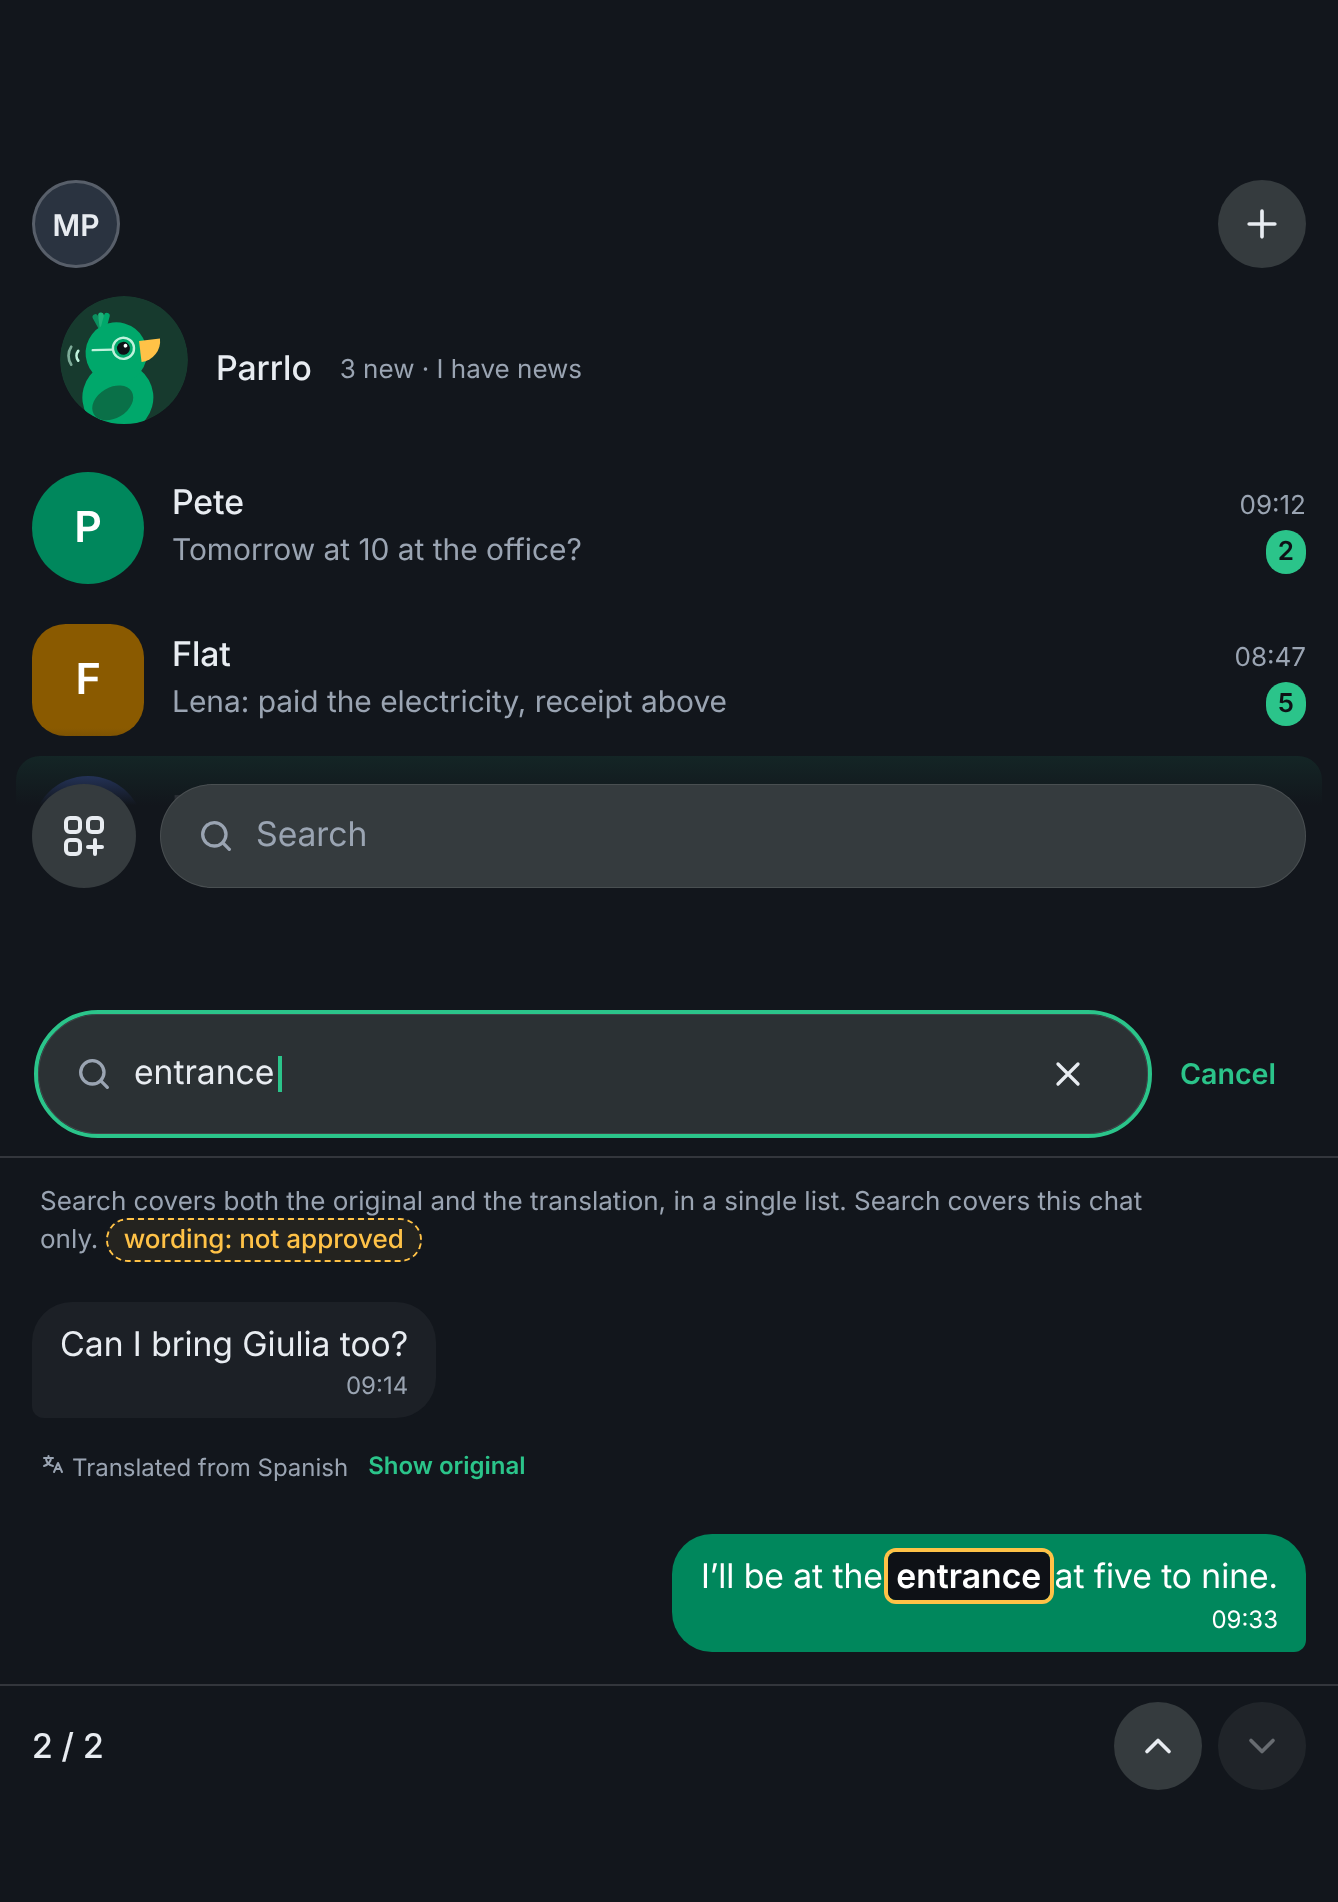 MP
Parrlo 3 new · I have news
P
Pete
09:12
Tomorrow at 10 at the office?
2
F
Flat
08:47
Lena: paid the electricity, receipt above
5
Search
entrance
Cancel
Search covers both the original and the translation, in a single list. Search covers this chat
only. wording: not approved
Can I bring Giulia too?
09:14
Translated from Spanish Show original
I’ll be at the entrance at five to nine.
09:33
2 / 2